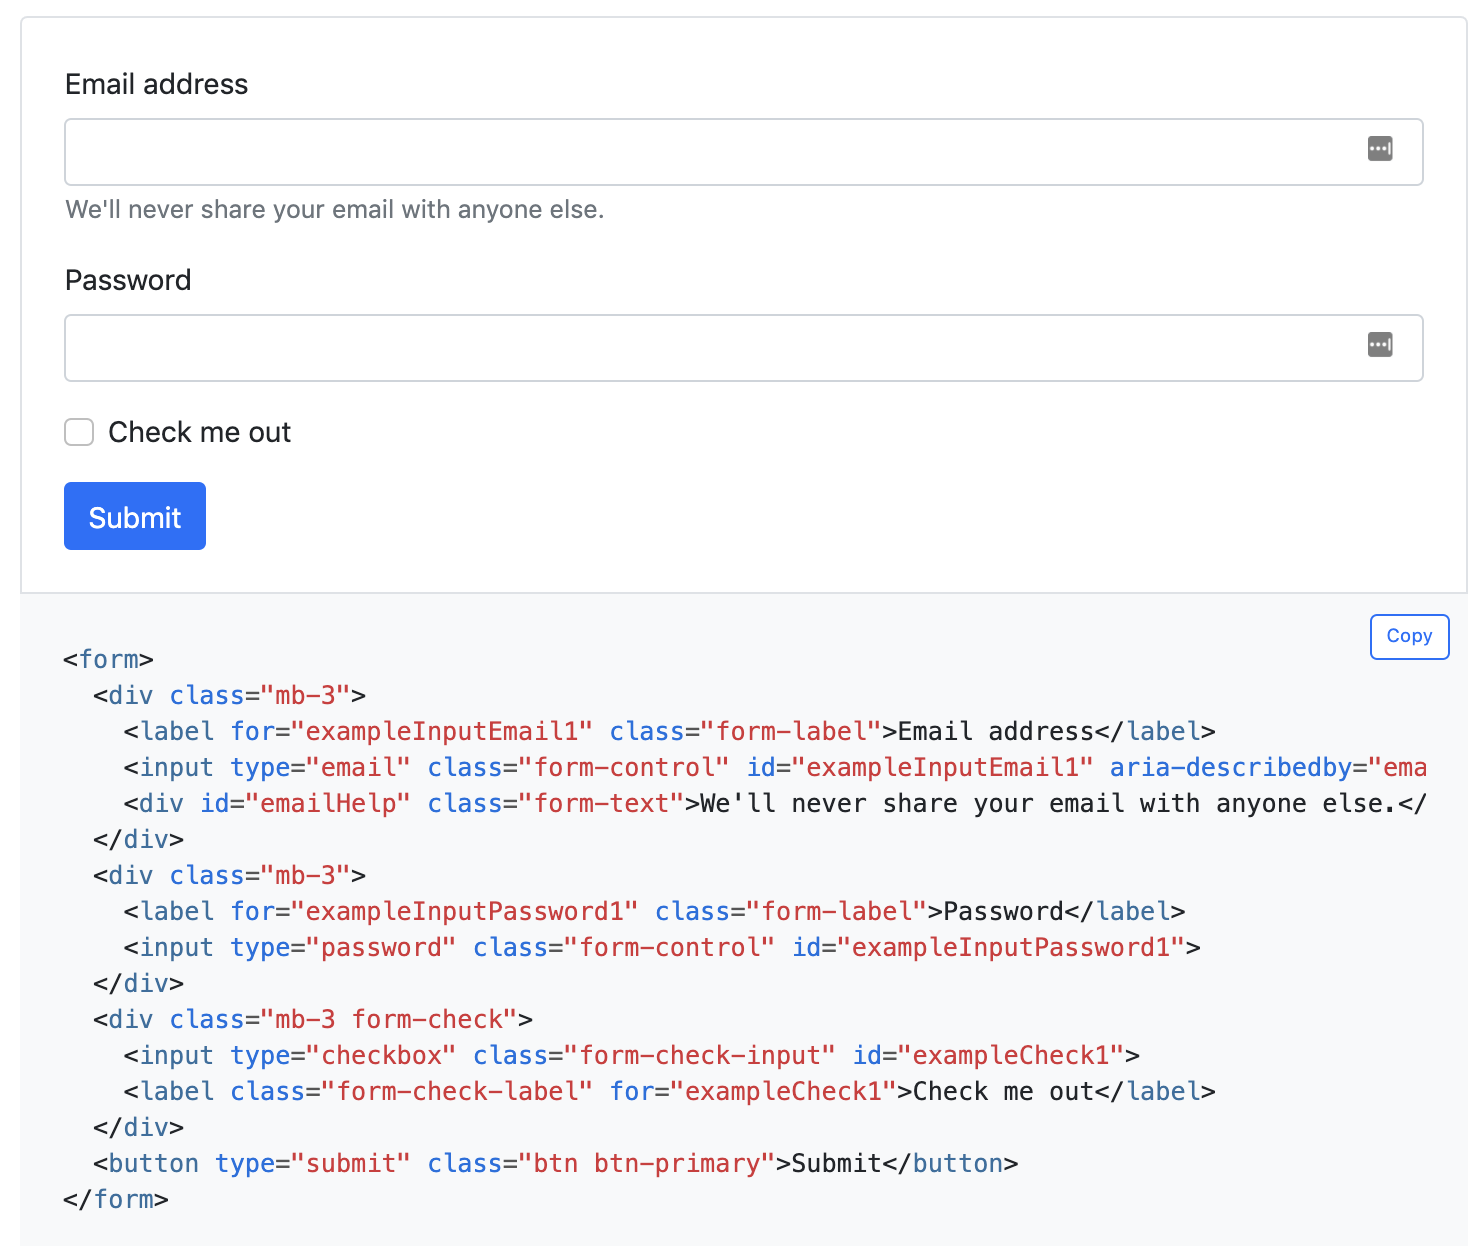 Email address
We'll never share your email with anyone else.
Password
Check me out
Submit
Copy
<form>
  <div class="mb-3">
    <label for="exampleInputEmail1" class="form-label">Email address</label>
    <input type="email" class="form-control" id="exampleInputEmail1" aria-describedby="ema
    <div id="emailHelp" class="form-text">We'll never share your email with anyone else.</
  </div>
  <div class="mb-3">
    <label for="exampleInputPassword1" class="form-label">Password</label>
    <input type="password" class="form-control" id="exampleInputPassword1">
  </div>
  <div class="mb-3 form-check">
    <input type="checkbox" class="form-check-input" id="exampleCheck1">
    <label class="form-check-label" for="exampleCheck1">Check me out</label>
  </div>
  <button type="submit" class="btn btn-primary">Submit</button>
</form>